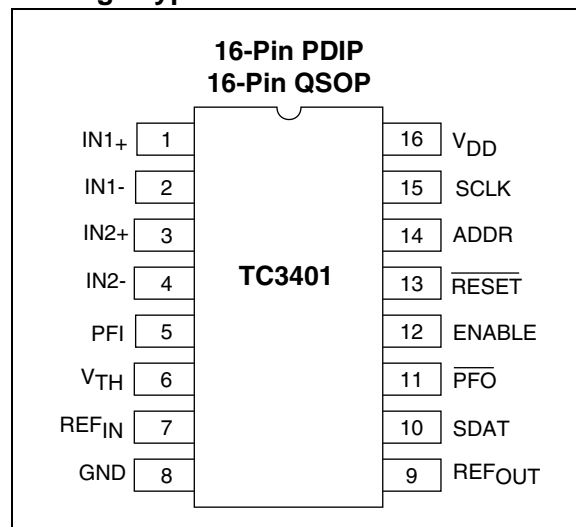 16-Pin PDIP
16-Pin QSOP
IN1+ 1 16 VDD
IN1- 2 15 SCLK
IN2+ 3 14 ADDR
IN2- 4 TC3401 13 RESET
PFI 5 12 ENABLE
VTH 6 11 PFO
REFIN 7 10 SDAT
GND 8 9 REFOUT